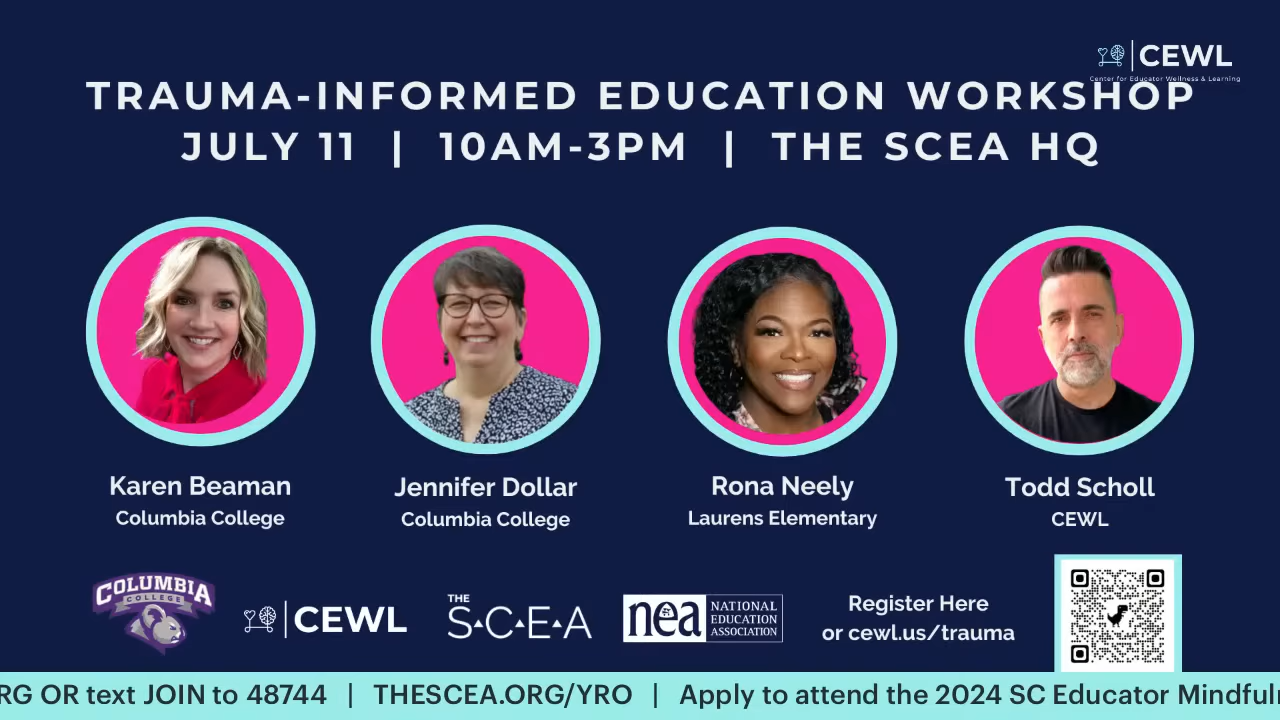 CEWL
Center for Educator Wellness & Learning
TRAUMA-INFORMED EDUCATION WORKSHOP
JULY 11 | 10AM-3PM | THE SCEA HQ
Karen Beaman
Columbia College
Jennifer Dollar
Columbia College
Rona Neely
Laurens Elementary
Todd Scholl
CEWL
COLUMBIA
COLLEGE
CEWL
THE
S•C•E•A
nea
NATIONAL
EDUCATION
ASSOCIATION
Register Here
or cewl.us/trauma
RG OR text JOIN to 48744 | THESCEA.ORG/YRO | Apply to attend the 2024 SC Educator Mindfuln